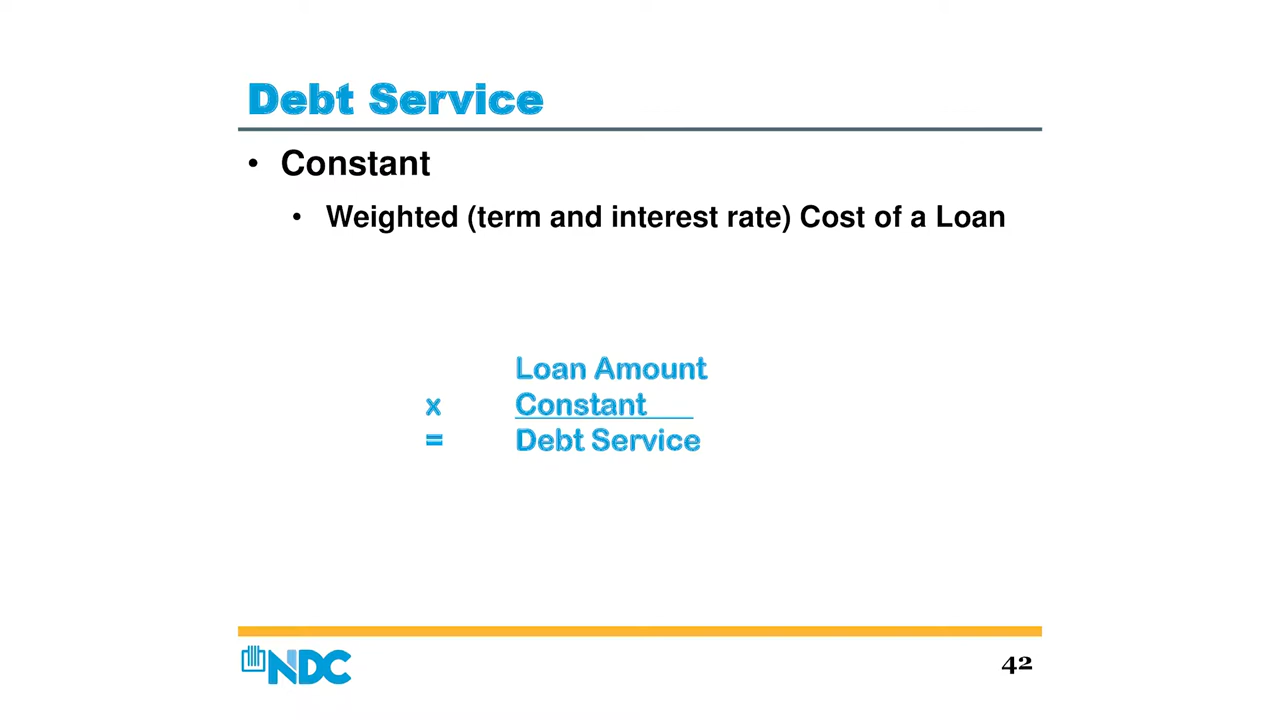 Debt Service
• Constant
• Weighted (term and interest rate) Cost of a Loan
Loan Amount
x Constant
= Debt Service
NDC
42